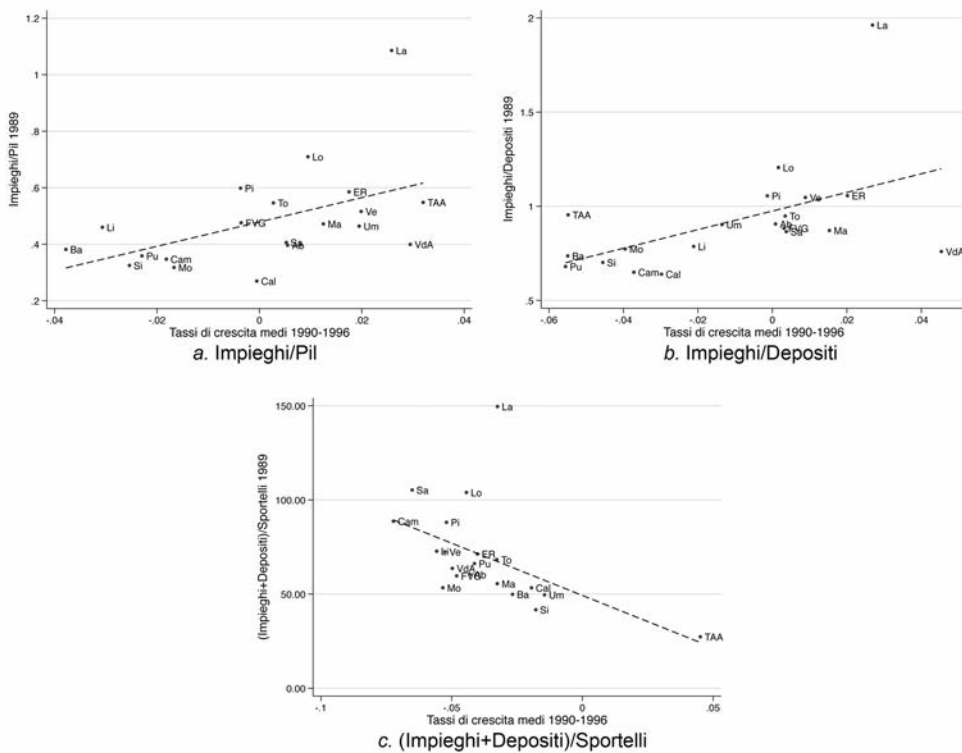 1.2
1
.8
.6
.4
.2
Impieghi/Pil 1989
La
Lo
Pi
ER
To
TAA
Ve
Li
FVG
Ma
Um
Sa
Ab
VdA
Ba
Pu
Cam
Si
Mo
Cal
-.04
-.02
0
.02
.04
Tassi di crescita medi 1990-1996
a. Impieghi/Pil
2
1.5
1
.5
Impieghi/Depositi 1989
La
Lo
Pi
Ve
ER
TAA
To
Um
Ab
FVG
Sa
Ma
Li
Mo
Ba
VdA
Pu
Si
Cam
Cal
-.06
-.04
-.02
0
.02
.04
Tassi di crescita medi 1990-1996
b. Impieghi/Depositi
150.00
100.00
50.00
0.00
(Impieghi+Depositi)/Sportelli 1989
La
Sa
Lo
Cam
Pi
Li
Ve
ER
To
Pu
VdA
FVG
Ab
Mo
Ma
Cal
Ba
Um
Si
TAA
-.1
-.05
0
.05
Tassi di crescita medi 1990-1996
c. (Impieghi+Depositi)/Sportelli